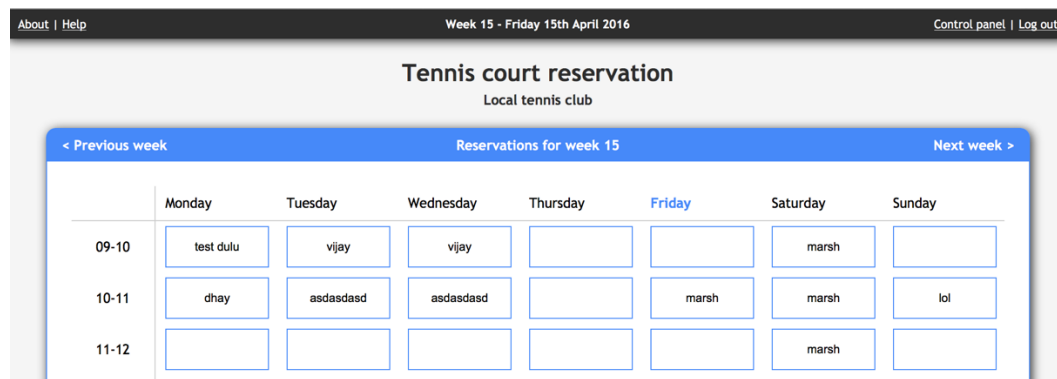 About | Help Week 15 - Friday 15th April 2016 Control panel | Log out
Tennis court reservation
Local tennis club
< Previous week Reservations for week 15 Next week >
Monday Tuesday Wednesday Thursday Friday Saturday Sunday
09-10 test dulu vijay vijay marsh
10-11 dhay asdasdasd asdasdasd marsh marsh lol
11-12 marsh